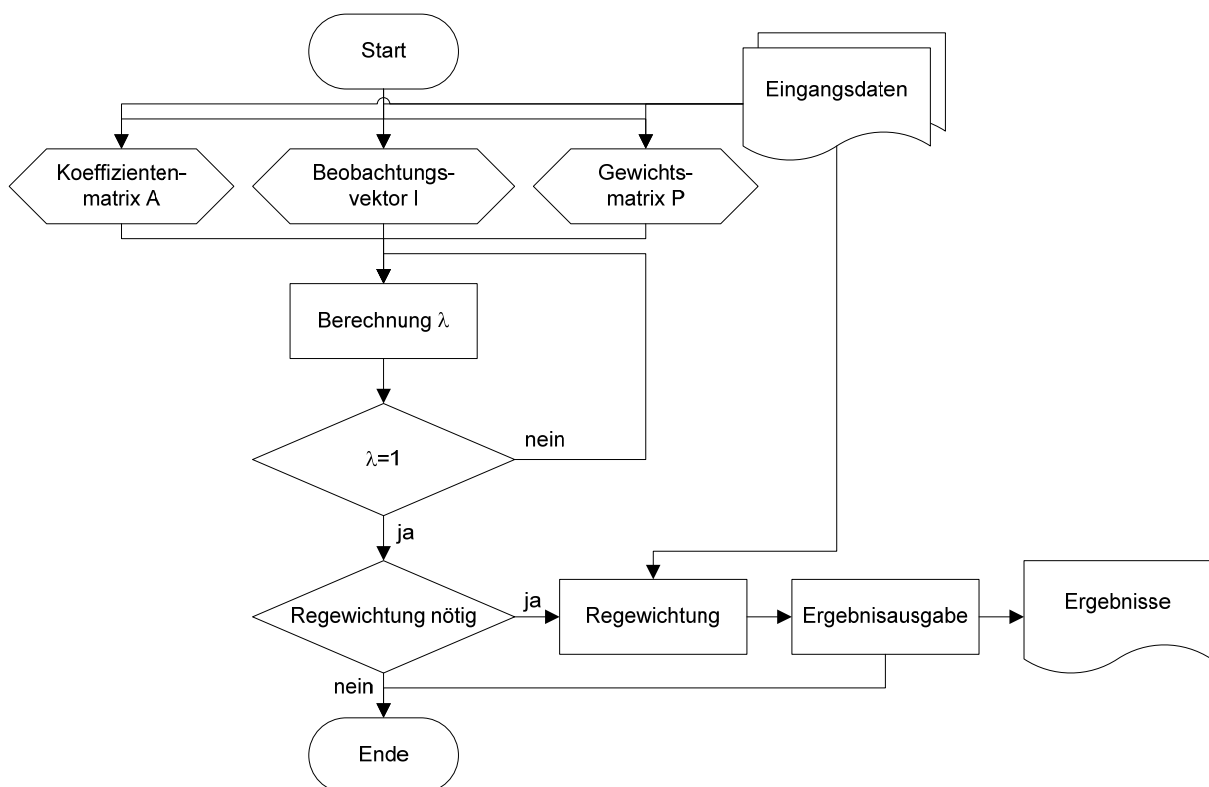 Start
Eingangsdaten
Koeffizienten-
matrix A
Beobachtungs-
vektor l
Gewichts-
matrix P
Berechnung λ
λ=1
nein
ja
Regewichtung nötig
ja
Regewichtung
Ergebnisausgabe
Ergebnisse
nein
Ende